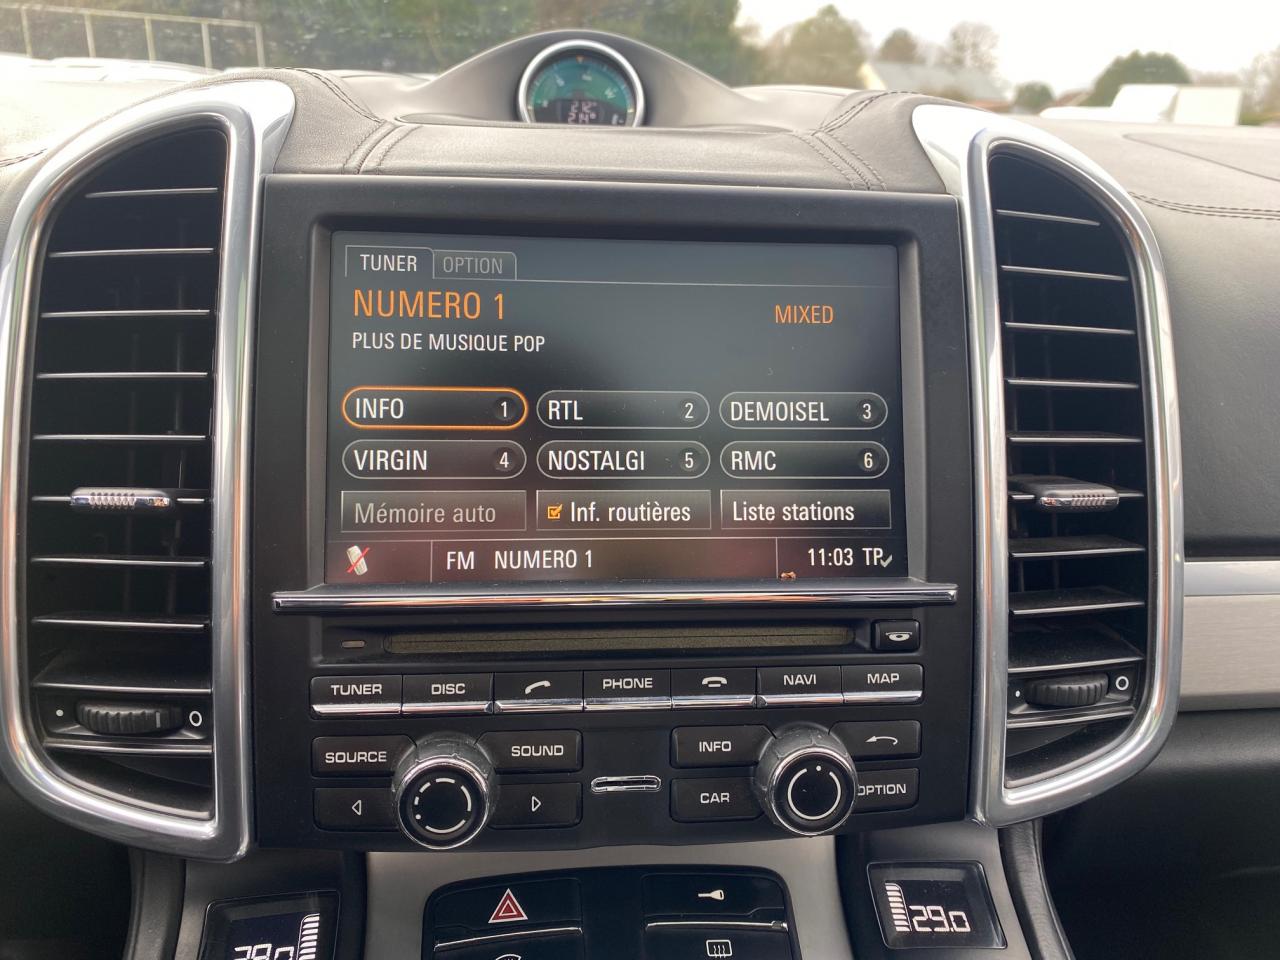 TUNER OPTION
NUMERO 1 MIXED
PLUS DE MUSIQUE POP
INFO 1 RTL 2 DEMOISEL 3
VIRGIN 4 NOSTALGI 5 RMC 6
Mémoire auto Inf. routières Liste stations
FM NUMERO 1 11:03 TP
TUNER DISC PHONE NAVI MAP
SOURCE SOUND INFO
CAR OPTION
29.0